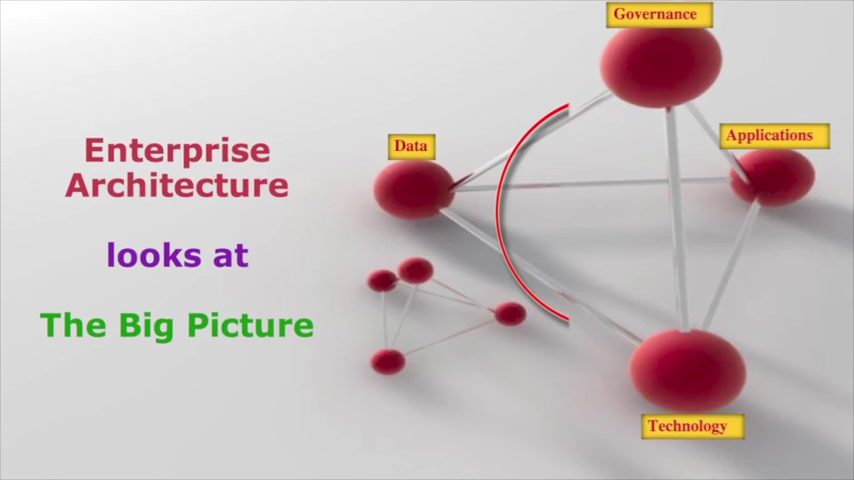 Enterprise
Architecture
looks at
The Big Picture
Governance
Applications
Data
Technology